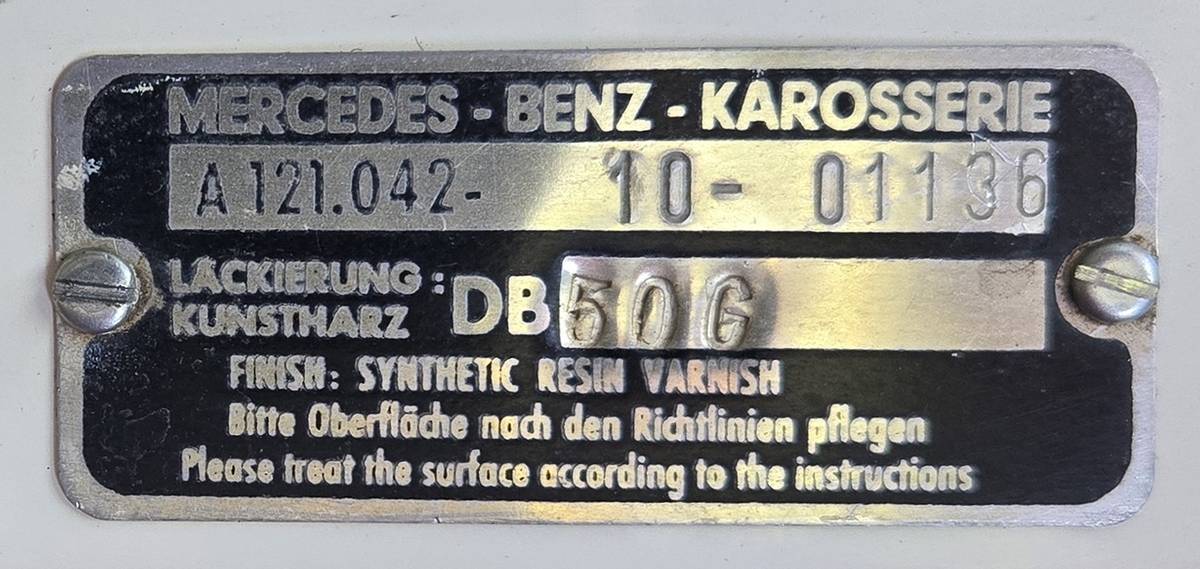 MERCEDES - BENZ - KAROSSERIE
A 121.042- 10- 01136
LACKIERUNG :
KUNSTHARZ
DB 50G
FINISH: SYNTHETIC RESIN VARNISH
Bitte Oberfläche nach den Richtlinien pflegen
Please treat the surface according to the instructions